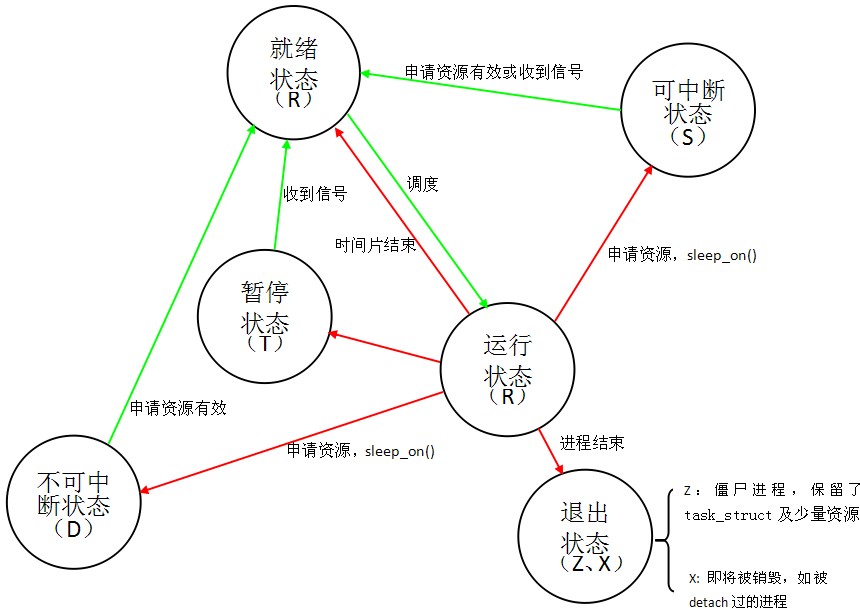 就绪
状态
（R）
申请资源有效或收到信号
可中断
状态
（S）
收到信号
调度
时间片结束
申请资源，sleep_on()
暂停
状态
（T）
运行
状态
（R）
申请资源有效
申请资源，sleep_on()
进程结束
不可中
断状态
（D）
退出
状态
（Z、X）
Z：僵尸进程，保留了
task_struct及少量资源
X: 即将被销毁，如被
detach过的进程